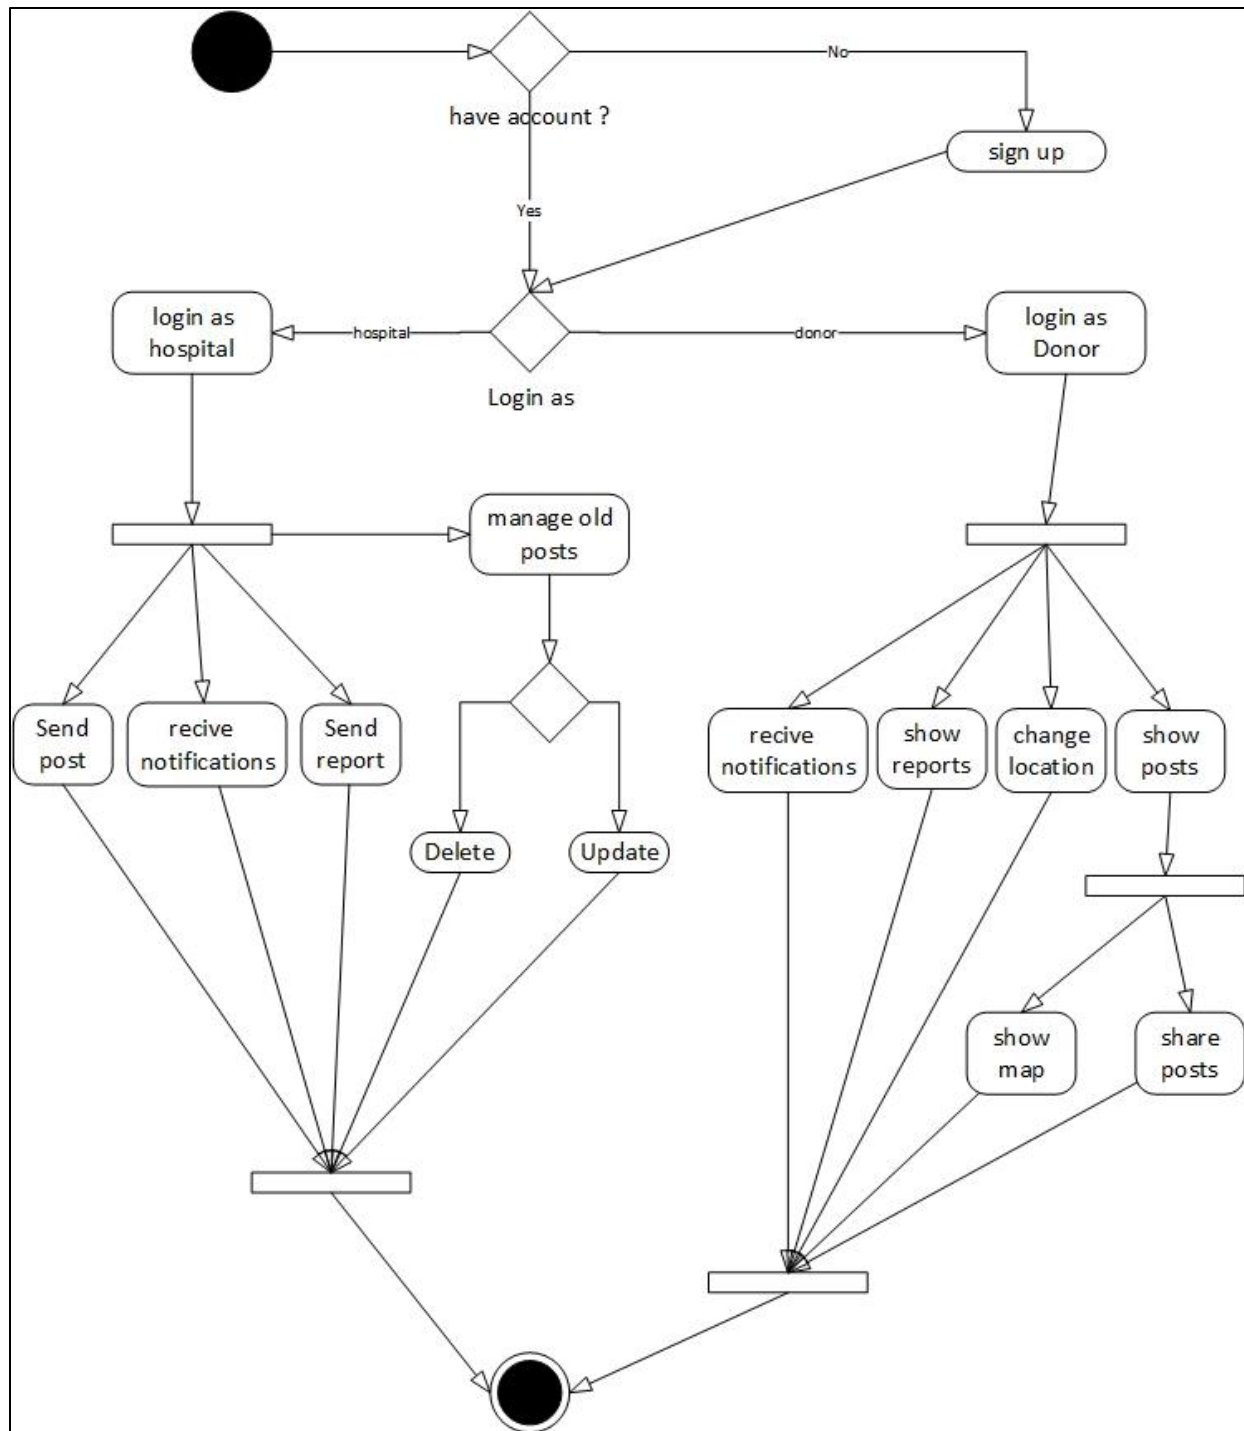 No
have account ?
sign up
Yes
login as
hospital
hospital
donor
login as
Donor
Login as
manage old
posts
Send
post
recive
notifications
Send
report
recive
notifications
show
reports
change
location
show
posts
Delete
Update
show
map
share
posts